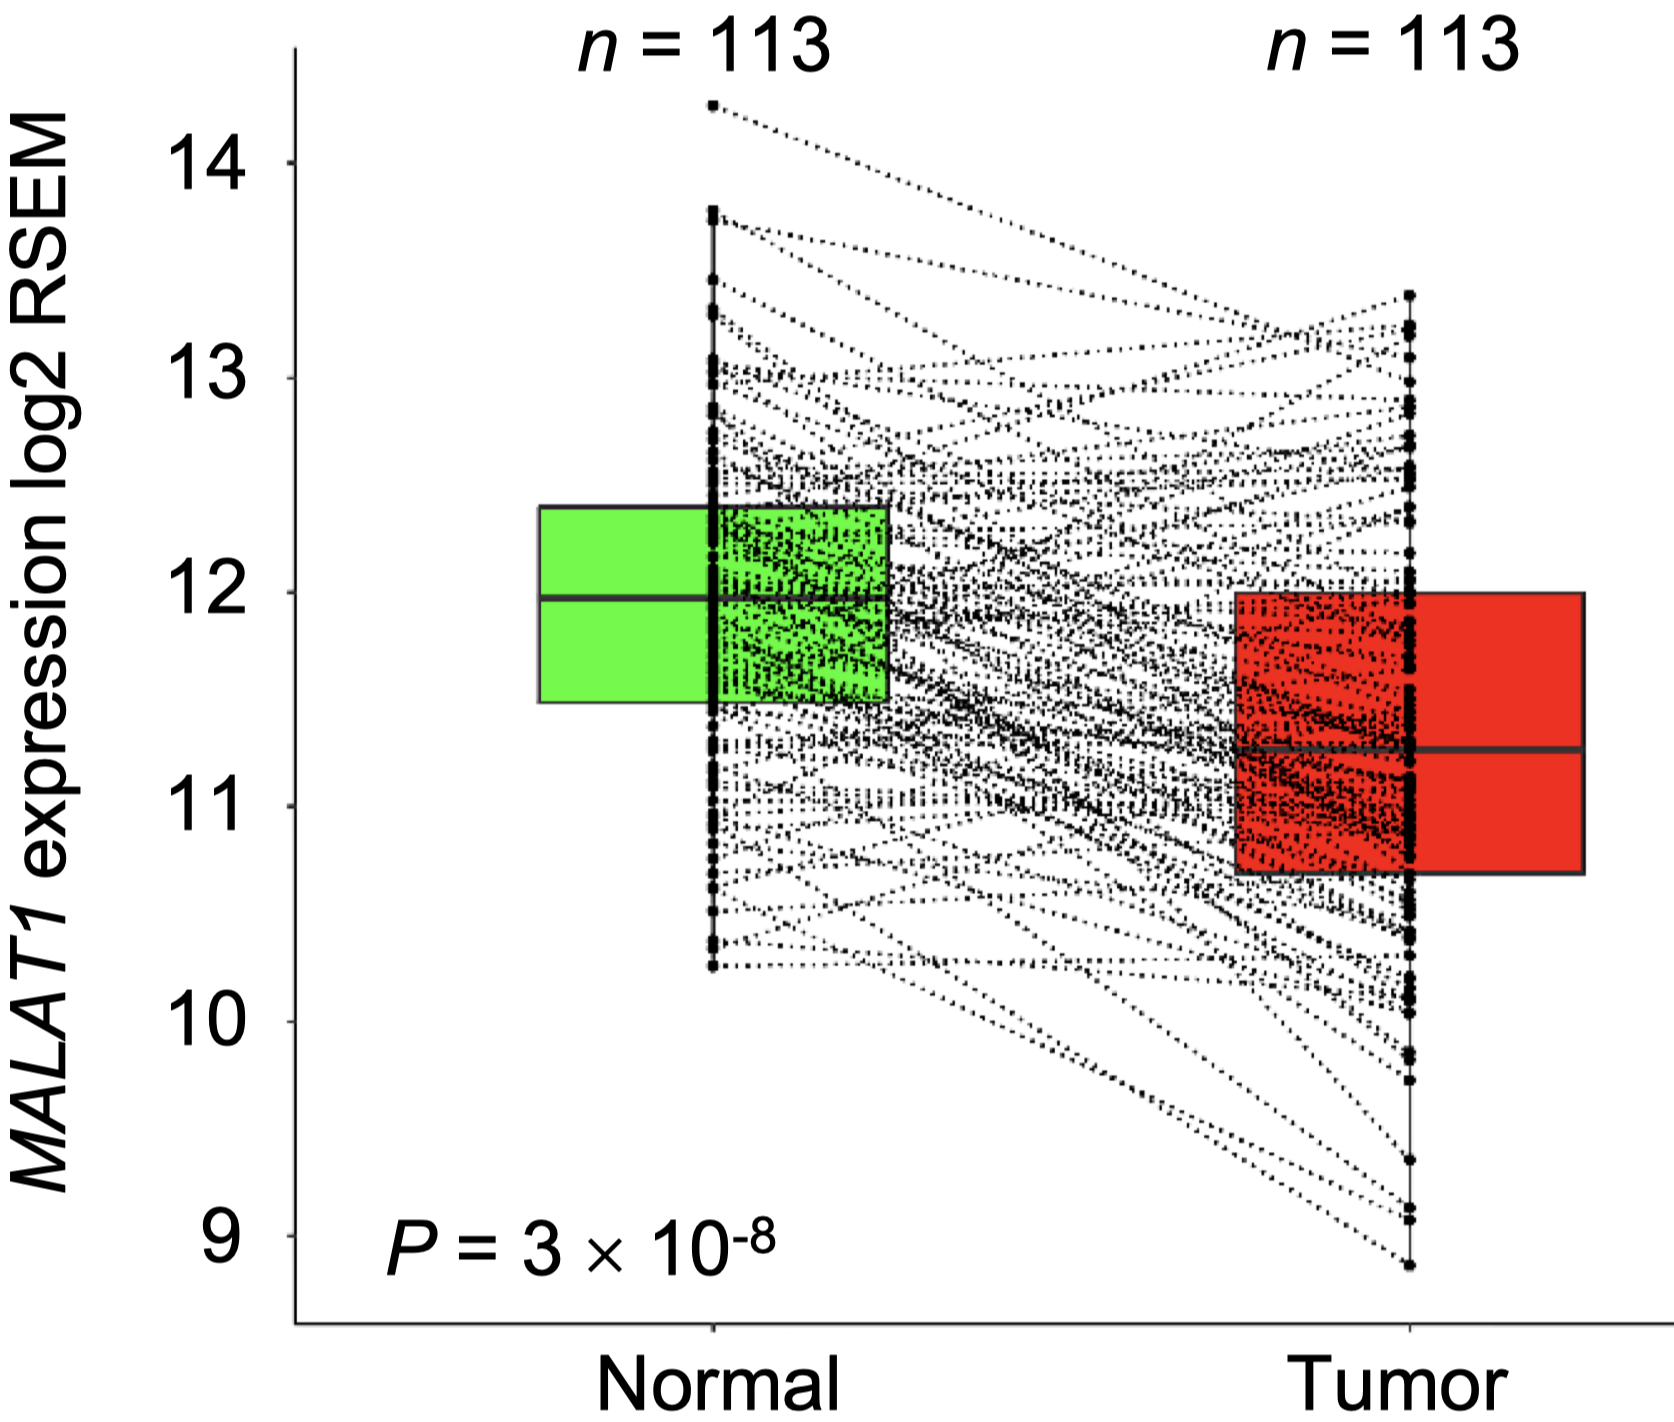 n = 113
n = 113
MALAT1 expression log2 RSEM
14
13
12
11
10
9
P = 3 × 10-8
Normal
Tumor